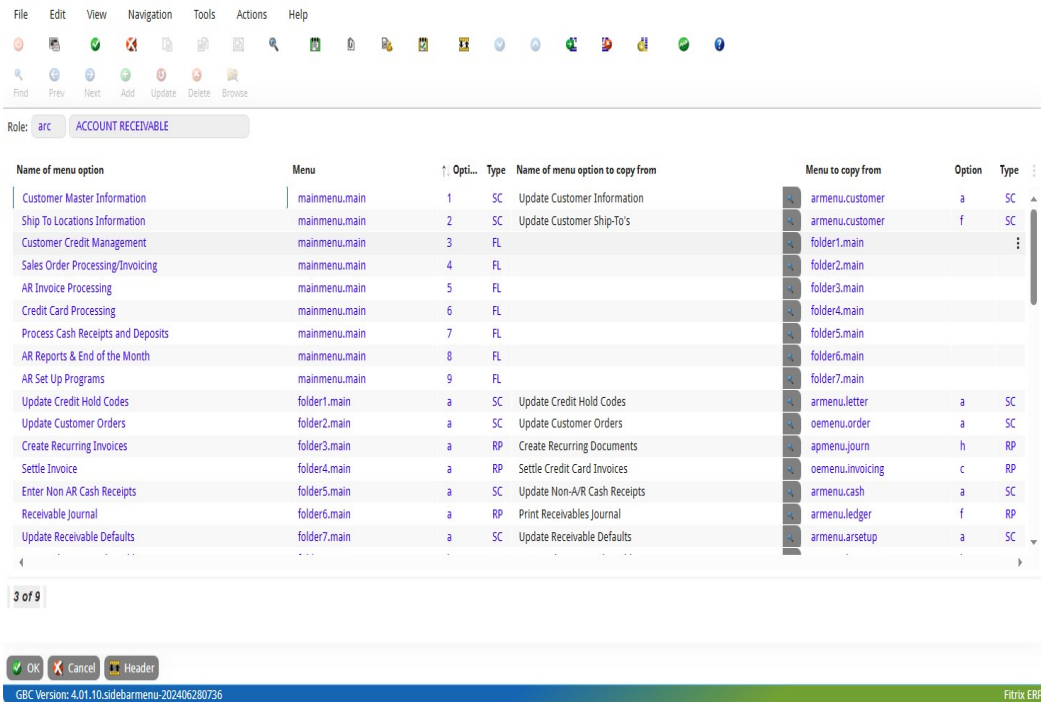 File Edit View Navigation Tools Actions Help
Find Prev Next Add Update Delete Browse
Role: arc ACCOUNT RECEIVABLE
Name of menu option Menu ↑ Opti... Type Name of menu option to copy from Menu to copy from Option Type
Customer Master Information mainmenu.main 1 SC Update Customer Information armenu.customer a SC
Ship To Locations Information mainmenu.main 2 SC Update Customer Ship-To's armenu.customer f SC
Customer Credit Management mainmenu.main 3 FL folder1.main
Sales Order Processing/Invoicing mainmenu.main 4 FL folder2.main
AR Invoice Processing mainmenu.main 5 FL folder3.main
Credit Card Processing mainmenu.main 6 FL folder4.main
Process Cash Receipts and Deposits mainmenu.main 7 FL folder5.main
AR Reports & End of the Month mainmenu.main 8 FL folder6.main
AR Set Up Programs mainmenu.main 9 FL folder7.main
Update Credit Hold Codes folder1.main a SC Update Credit Hold Codes armenu.letter a SC
Update Customer Orders folder2.main a SC Update Customer Orders oemenu.order a SC
Create Recurring Invoices folder3.main a RP Create Recurring Documents apmenu.journ h RP
Settle Invoice folder4.main a RP Settle Credit Card Invoices oemenu.invoicing c RP
Enter Non AR Cash Receipts folder5.main a SC Update Non-A/R Cash Receipts armenu.cash a SC
Receivable Journal folder6.main a RP Print Receivables Journal armenu.ledger f RP
Update Receivable Defaults folder7.main a SC Update Receivable Defaults armenu.arsetup a SC
3 of 9
OK Cancel Header
GBC Version: 4.01.10.sidebarmenu-202406280736 Fitrix ERP